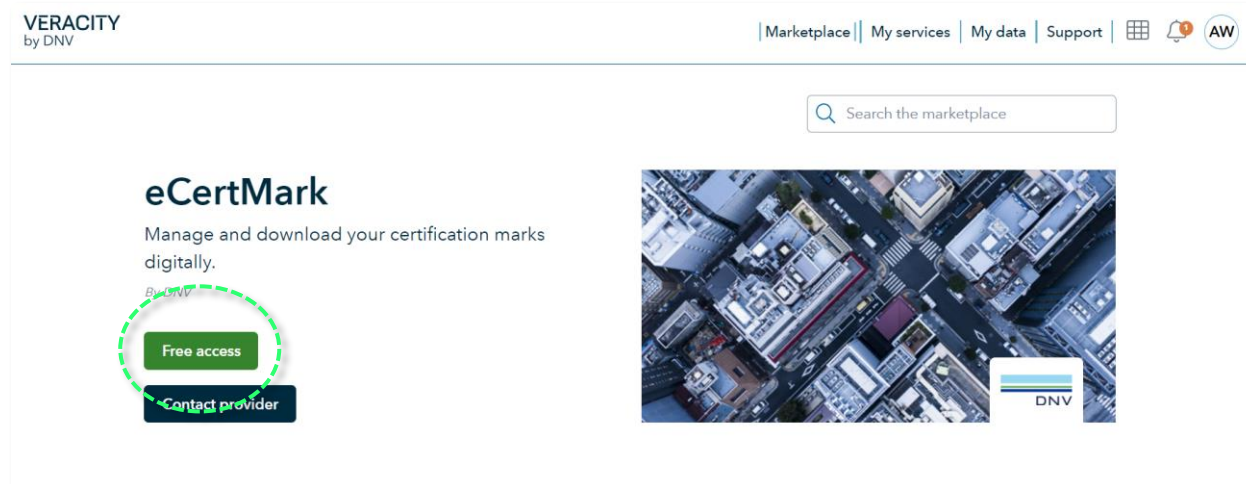 VERACITY
by DNV
Marketplace
My services
My data
Support
1
AW
Search the marketplace
eCertMark
Manage and download your certification marks
digitally.
By DNV
Free access
Contact provider
DNV